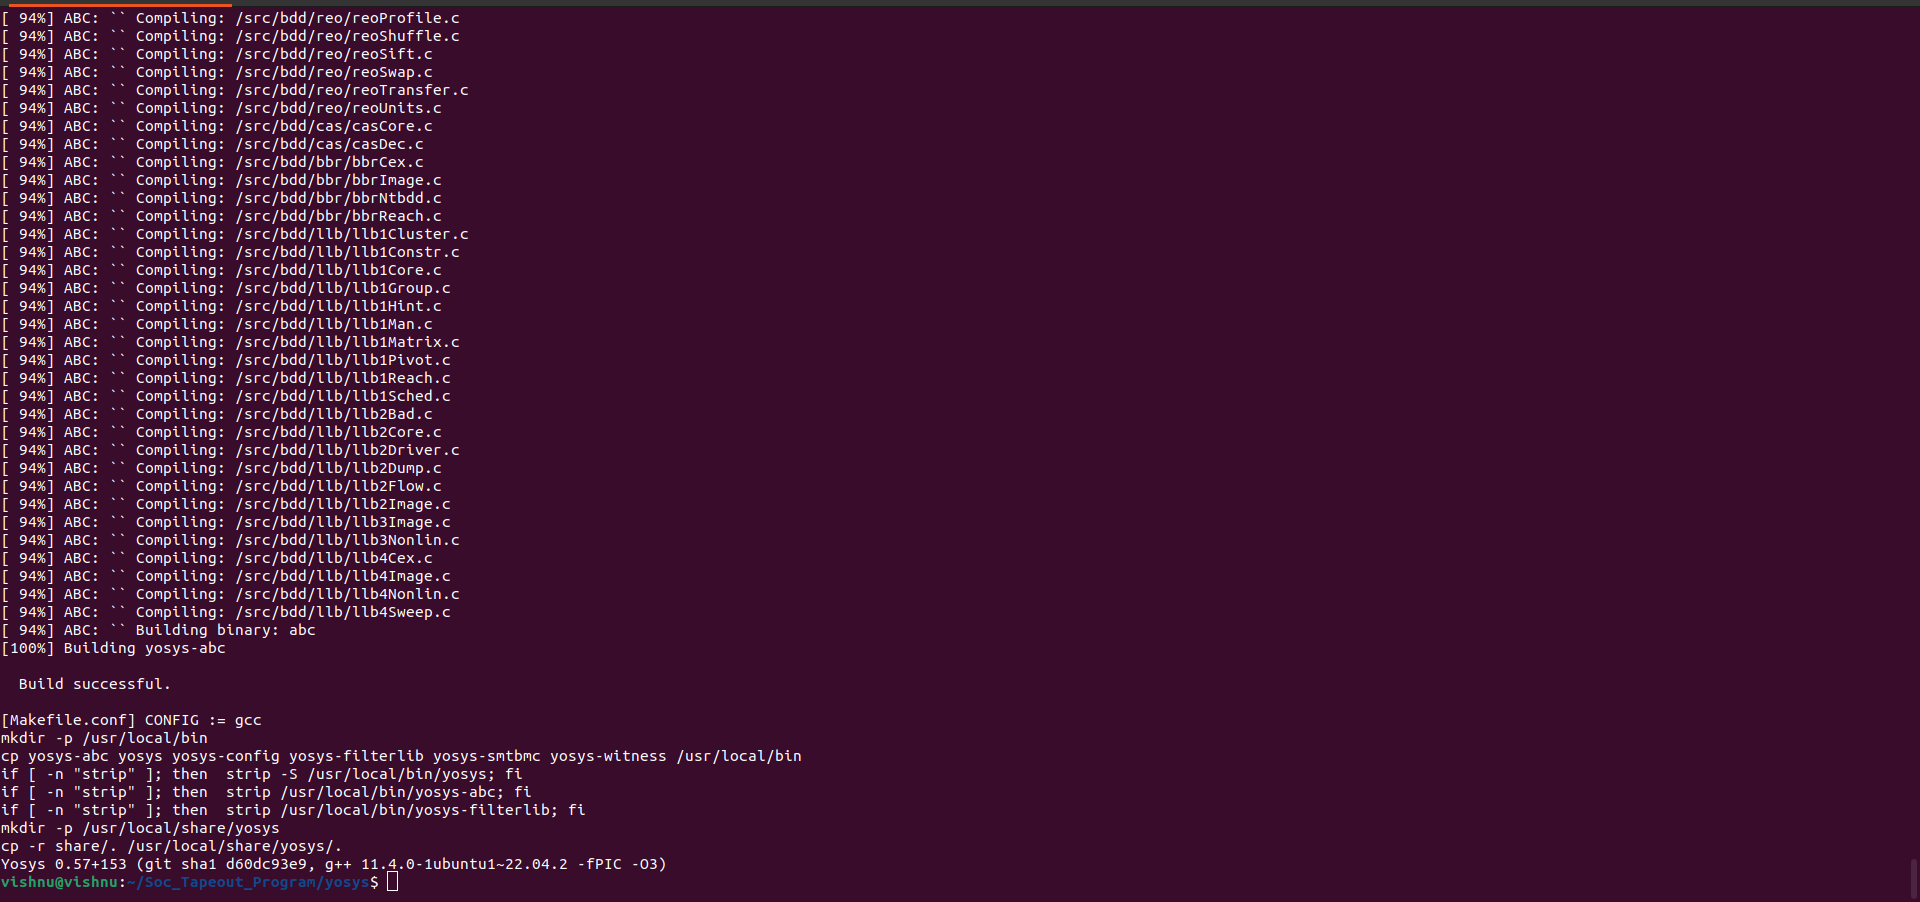 [ 94%] ABC: `` Compiling: /src/bdd/reo/reoProfile.c
[ 94%] ABC: `` Compiling: /src/bdd/reo/reoShuffle.c
[ 94%] ABC: `` Compiling: /src/bdd/reo/reoSift.c
[ 94%] ABC: `` Compiling: /src/bdd/reo/reoSwap.c
[ 94%] ABC: `` Compiling: /src/bdd/reo/reoTransfer.c
[ 94%] ABC: `` Compiling: /src/bdd/reo/reoUnits.c
[ 94%] ABC: `` Compiling: /src/bdd/cas/casCore.c
[ 94%] ABC: `` Compiling: /src/bdd/cas/casDec.c
[ 94%] ABC: `` Compiling: /src/bdd/bbr/bbrCex.c
[ 94%] ABC: `` Compiling: /src/bdd/bbr/bbrImage.c
[ 94%] ABC: `` Compiling: /src/bdd/bbr/bbrNtbdd.c
[ 94%] ABC: `` Compiling: /src/bdd/bbr/bbrReach.c
[ 94%] ABC: `` Compiling: /src/bdd/llb/llb1Cluster.c
[ 94%] ABC: `` Compiling: /src/bdd/llb/llb1Constr.c
[ 94%] ABC: `` Compiling: /src/bdd/llb/llb1Core.c
[ 94%] ABC: `` Compiling: /src/bdd/llb/llb1Group.c
[ 94%] ABC: `` Compiling: /src/bdd/llb/llb1Hint.c
[ 94%] ABC: `` Compiling: /src/bdd/llb/llb1Man.c
[ 94%] ABC: `` Compiling: /src/bdd/llb/llb1Matrix.c
[ 94%] ABC: `` Compiling: /src/bdd/llb/llb1Pivot.c
[ 94%] ABC: `` Compiling: /src/bdd/llb/llb1Reach.c
[ 94%] ABC: `` Compiling: /src/bdd/llb/llb1Sched.c
[ 94%] ABC: `` Compiling: /src/bdd/llb/llb2Bad.c
[ 94%] ABC: `` Compiling: /src/bdd/llb/llb2Core.c
[ 94%] ABC: `` Compiling: /src/bdd/llb/llb2Driver.c
[ 94%] ABC: `` Compiling: /src/bdd/llb/llb2Dump.c
[ 94%] ABC: `` Compiling: /src/bdd/llb/llb2Flow.c
[ 94%] ABC: `` Compiling: /src/bdd/llb/llb2Image.c
[ 94%] ABC: `` Compiling: /src/bdd/llb/llb3Image.c
[ 94%] ABC: `` Compiling: /src/bdd/llb/llb3Nonlin.c
[ 94%] ABC: `` Compiling: /src/bdd/llb/llb4Cex.c
[ 94%] ABC: `` Compiling: /src/bdd/llb/llb4Image.c
[ 94%] ABC: `` Compiling: /src/bdd/llb/llb4Nonlin.c
[ 94%] ABC: `` Compiling: /src/bdd/llb/llb4Sweep.c
[ 94%] ABC: `` Building binary: abc
[100%] Building yosys-abc
Build successful.
[Makefile.conf] CONFIG := gcc
mkdir -p /usr/local/bin
cp yosys-abc yosys yosys-config yosys-filterlib yosys-smtbmc yosys-witness /usr/local/bin
if [ -n "strip" ]; then  strip -S /usr/local/bin/yosys; fi
if [ -n "strip" ]; then  strip /usr/local/bin/yosys-abc; fi
if [ -n "strip" ]; then  strip /usr/local/bin/yosys-filterlib; fi
mkdir -p /usr/local/share/yosys
cp -r share/. /usr/local/share/yosys/.
Yosys 0.57+153 (git sha1 d60dc93e9, g++ 11.4.0-1ubuntu1~22.04.2 -fPIC -O3)
vishnu@vishnu:~/Soc_Tapeout_Program/yosys$